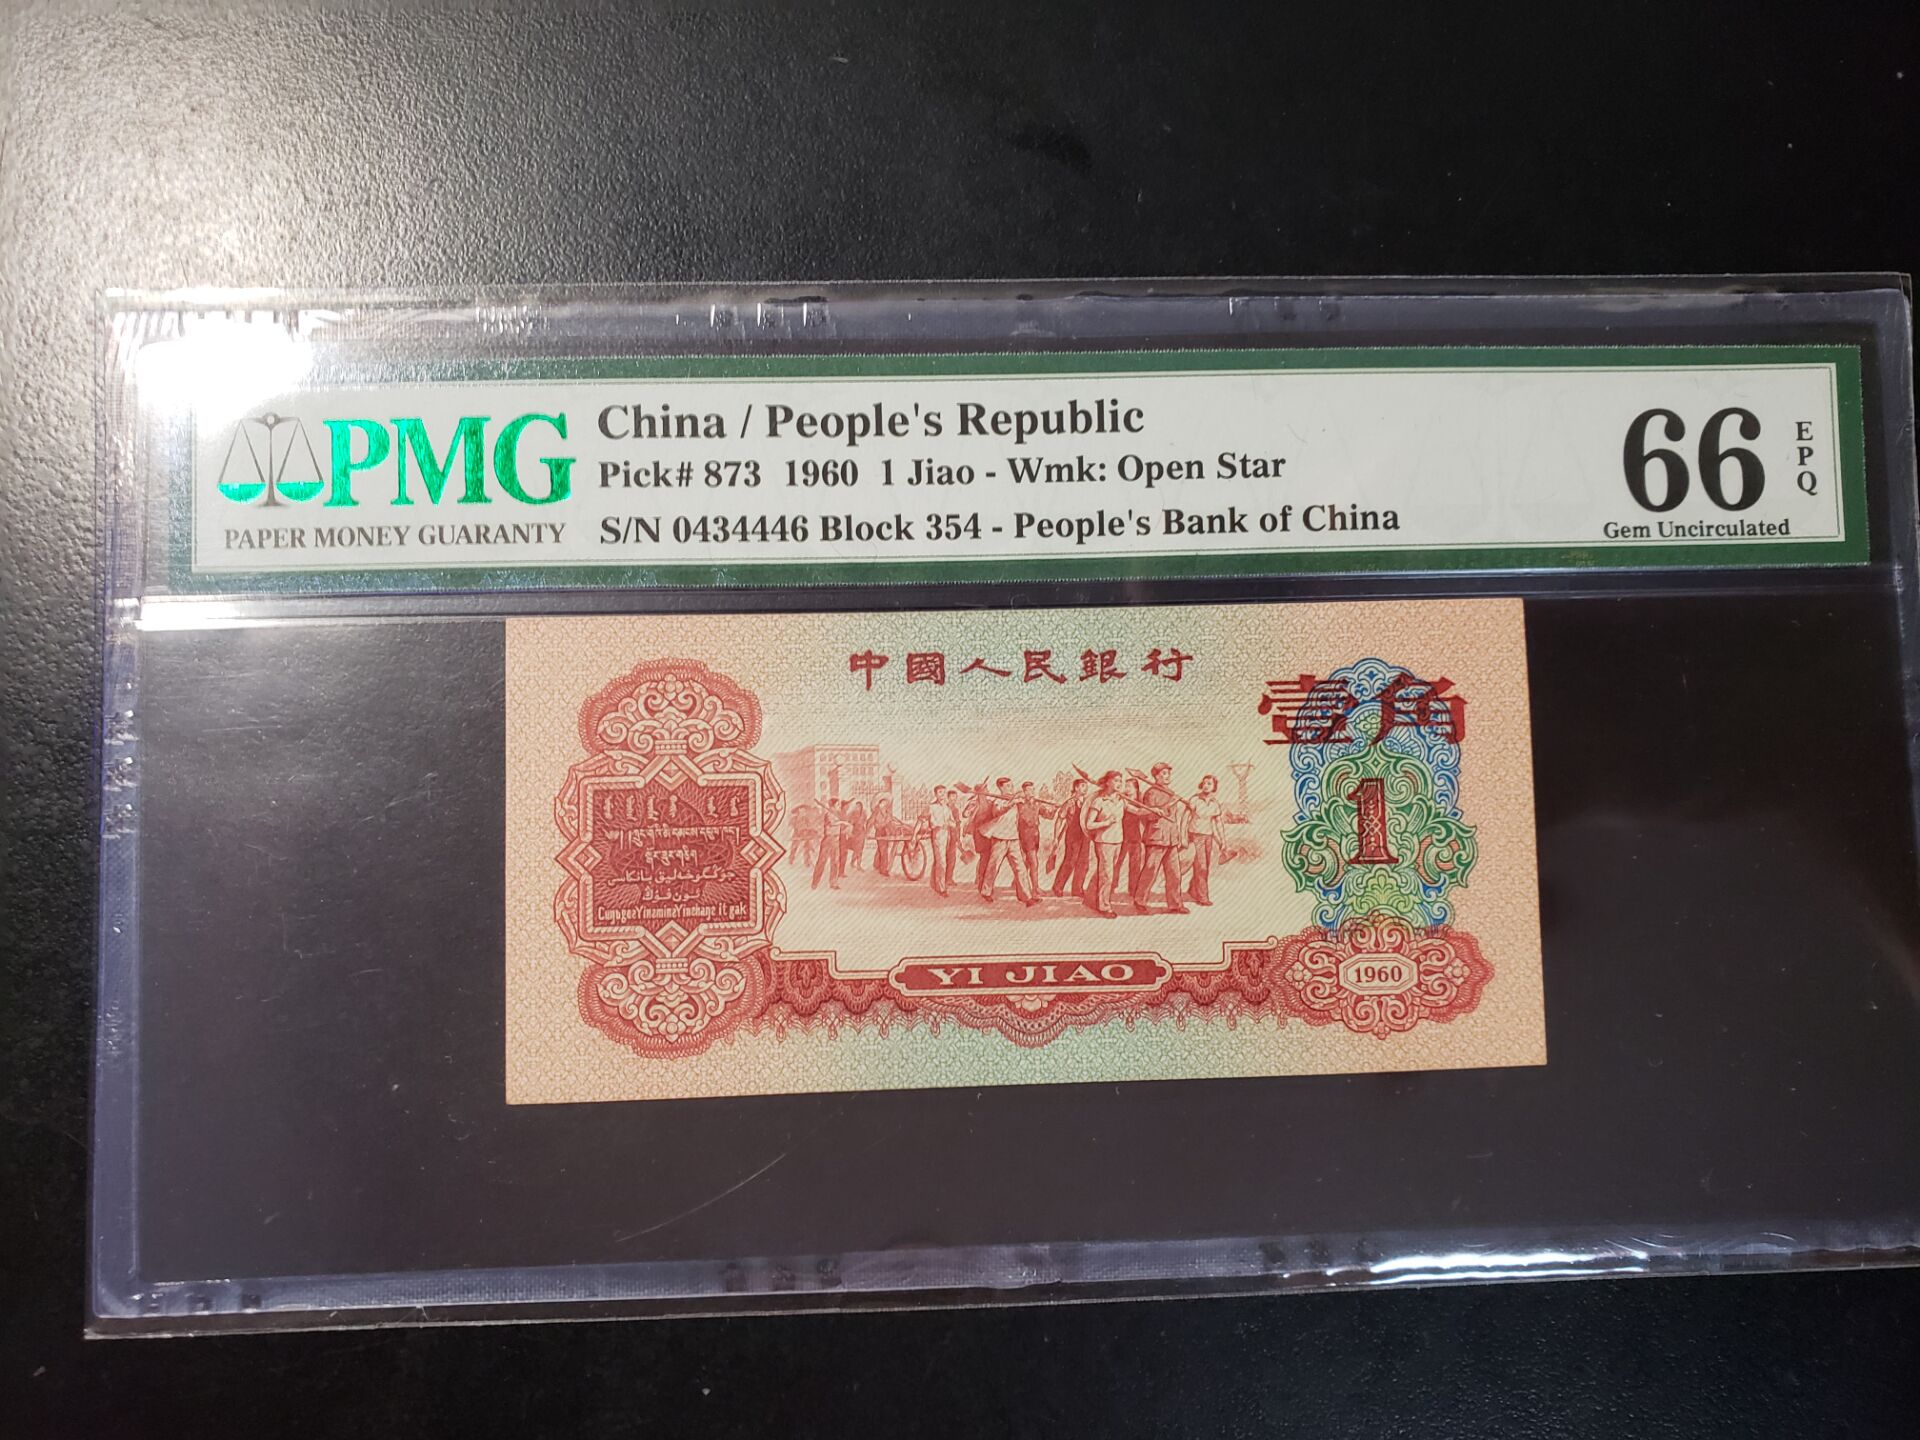 PMG
PAPER MONEY GUARANTY
China / People's Republic
Pick# 873 1960 1 Jiao - Wmk: Open Star
S/N 0434446 Block 354 - People's Bank of China
66
EPQ
Gem Uncirculated
中國人民銀行
壹角
1
YI JIAO
1960